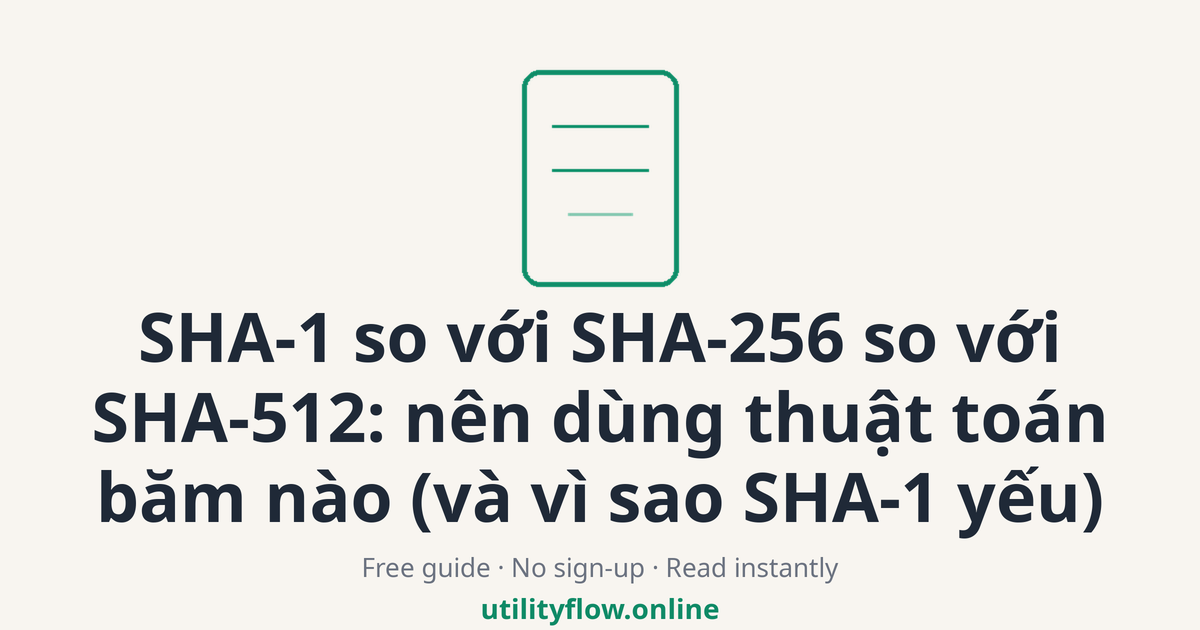 SHA-1 so với SHA-256 so với
SHA-512: nên dùng thuật toán
băm nào (và vì sao SHA-1 yếu)
Free guide · No sign-up · Read instantly
utilityflow.online